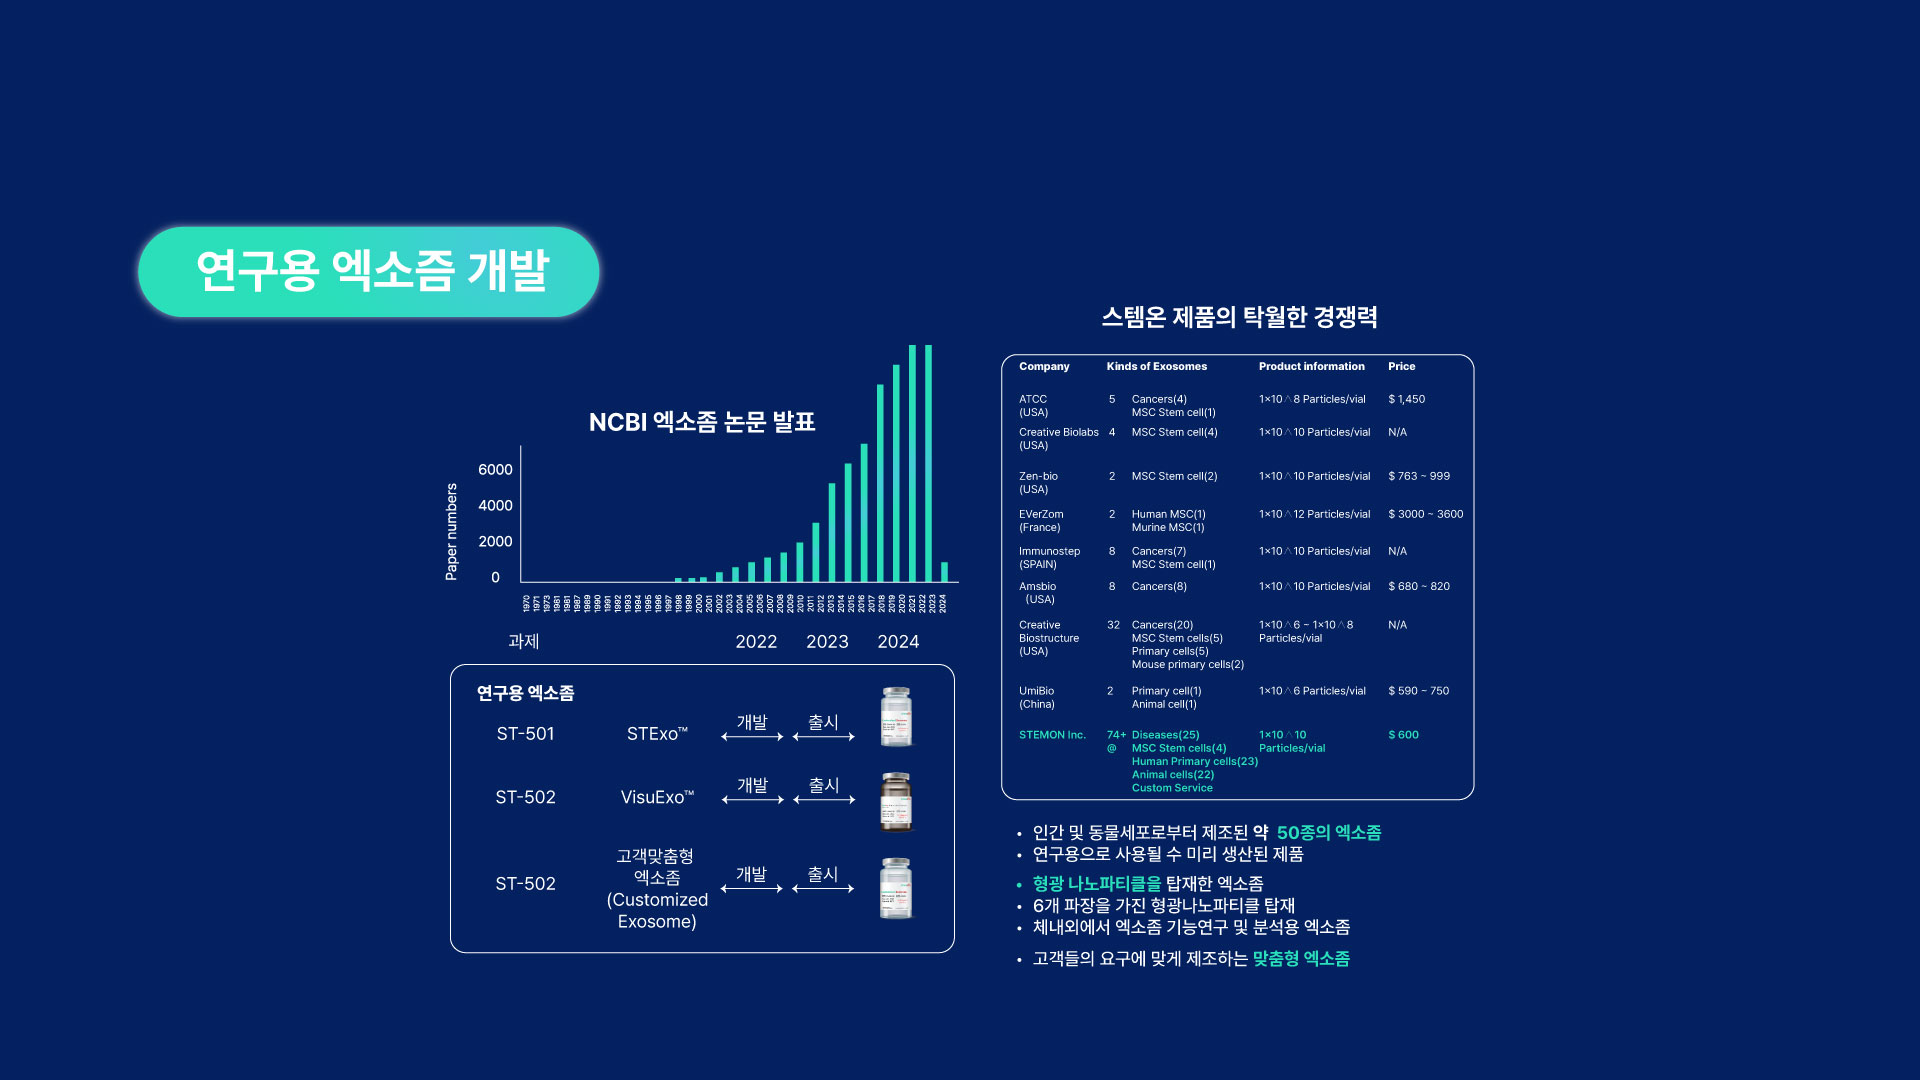 연구용 엑소즘 개발
NCBI 엑소좀 논문 발표
Paper numbers
6000
4000
2000
0
1970 1971 1973 1981 1981 1987 1989 1990 1991 1992 1993 1994 1995 1996 1997 1998 1999 2000 2001 2002 2003 2004 2005 2006 2007 2008 2009 2010 2011 2012 2013 2014 2015 2016 2017 2018 2019 2020 2021 2022 2023 2024
과제 2022 2023 2024
연구용 엑소좀
ST-501 STExo™ 개발 출시
ST-502 VisuExo™ 개발 출시
ST-502 고객맞춤형 개발 출시
엑소좀
(Customized
Exosome)
스템온 제품의 탁월한 경쟁력
Company Kinds of Exosomes Product information Price
ATCC 5 Cancers(4) 1×10^8 Particles/vial $ 1,450
(USA) MSC Stem cell(1)
Creative Biolabs 4 MSC Stem cell(4) 1×10^10 Particles/vial N/A
(USA)
Zen-bio 2 MSC Stem cell(2) 1×10^10 Particles/vial $ 763 ~ 999
(USA)
EVerZom 2 Human MSC(1) 1×10^12 Particles/vial $ 3000 ~ 3600
(France) Murine MSC(1)
Immunostep 8 Cancers(7) 1×10^10 Particles/vial N/A
(SPAIN) MSC Stem cell(1)
Amsbio 8 Cancers(8) 1×10^10 Particles/vial $ 680 ~ 820
(USA)
Creative 32 Cancers(20) 1×10^6 ~ 1×10^8 N/A
Biostructure MSC Stem cells(5) Particles/vial
(USA) Primary cells(5)
Mouse primary cells(2)
UmiBio 2 Primary cell(1) 1×10^6 Particles/vial $ 590 ~ 750
(China) Animal cell(1)
STEMON Inc. 74+ Diseases(25) 1×10^10 $ 600
@ MSC Stem cells(4) Particles/vial
Human Primary cells(23)
Animal cells(22)
Custom Service
• 인간 및 동물세포로부터 제조된 약 50종의 엑소좀
• 연구용으로 사용될 수 미리 생산된 제품
• 형광 나노파티클을 탑재한 엑소좀
• 6개 파장을 가진 형광나노파티클 탑재
• 체내외에서 엑소좀 기능연구 및 분석용 엑소좀
• 고객들의 요구에 맞게 제조하는 맞춤형 엑소좀